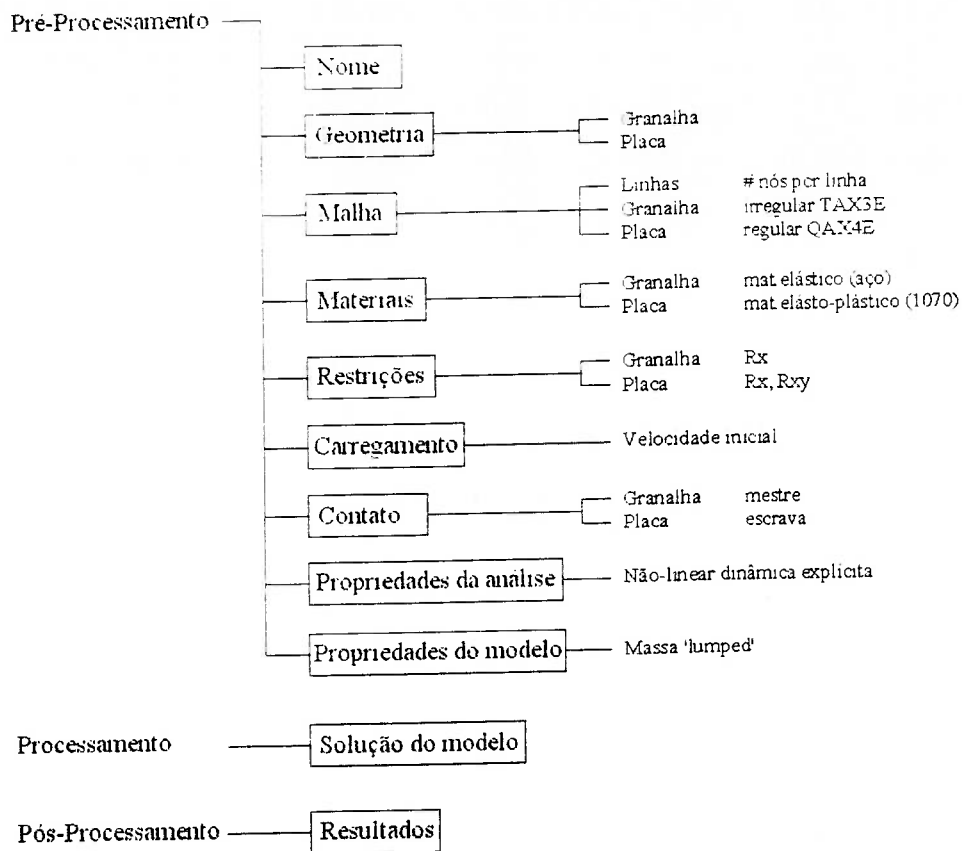 Pré-Processamento
Nome
Geometria
Granalha
Placa
Malha
Linhas # nós por linha
Granalha irregular TAX3E
Placa regular QAX4E
Materiais
Granalha mat.elástico (aço)
Placa mat.elásto-plástico (1070)
Restrições
Granalha Rx
Placa Rx, Rxy
Carregamento
Velocidade inicial
Contato
Granalha mestre
Placa escrava
Propriedades da análise
Não-linear dinâmica explícita
Propriedades do modelo
Massa 'lumped'
Processamento
Solução do modelo
Pós-Processamento
Resultados